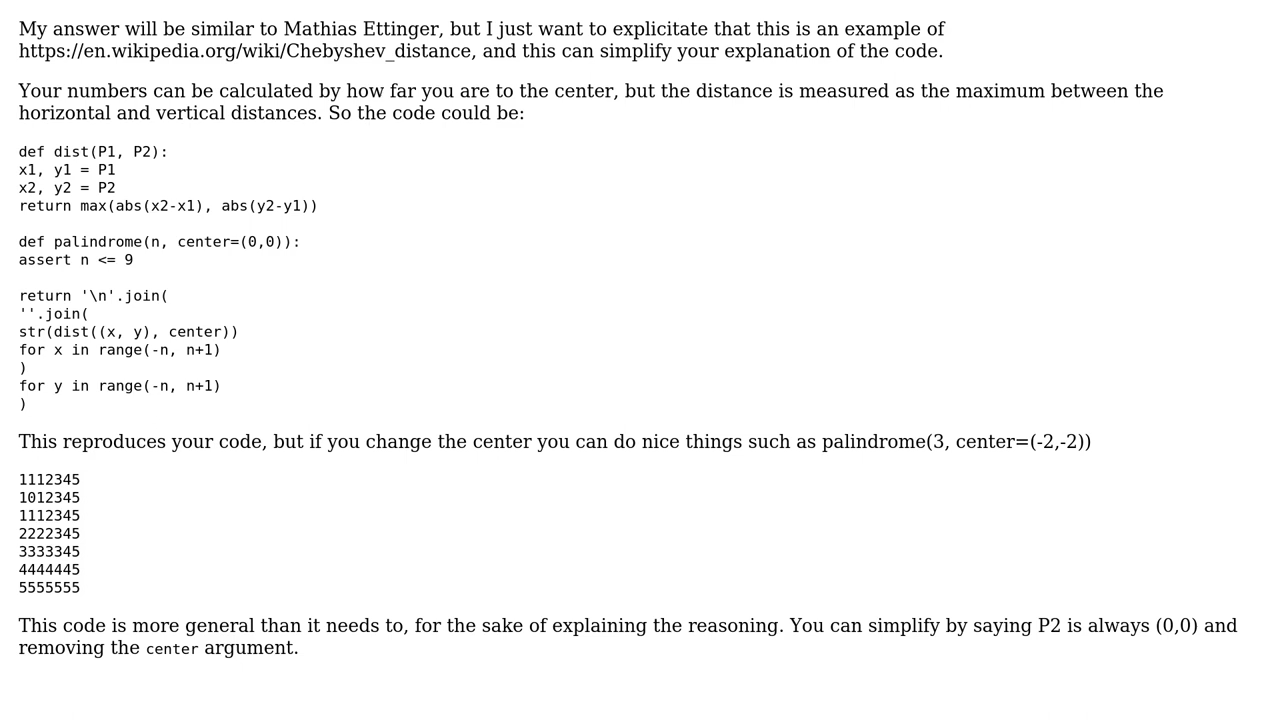 My answer will be similar to Mathias Ettinger, but I just want to explicitate that this is an example of
https://en.wikipedia.org/wiki/Chebyshev_distance, and this can simplify your explanation of the code.
Your numbers can be calculated by how far you are to the center, but the distance is measured as the maximum between the
horizontal and vertical distances. So the code could be:
def dist(P1, P2):
x1, y1 = P1
x2, y2 = P2
return max(abs(x2-x1), abs(y2-y1))
def palindrome(n, center=(0,0)):
assert n <= 9
return '\n'.join(
''.join(
str(dist((x, y), center))
for x in range(-n, n+1)
)
for y in range(-n, n+1)
)
This reproduces your code, but if you change the center you can do nice things such as palindrome(3, center=(-2,-2))
1112345
1012345
1112345
2222345
3333345
4444445
5555555
This code is more general than it needs to, for the sake of explaining the reasoning. You can simplify by saying P2 is always (0,0) and
removing the center argument.